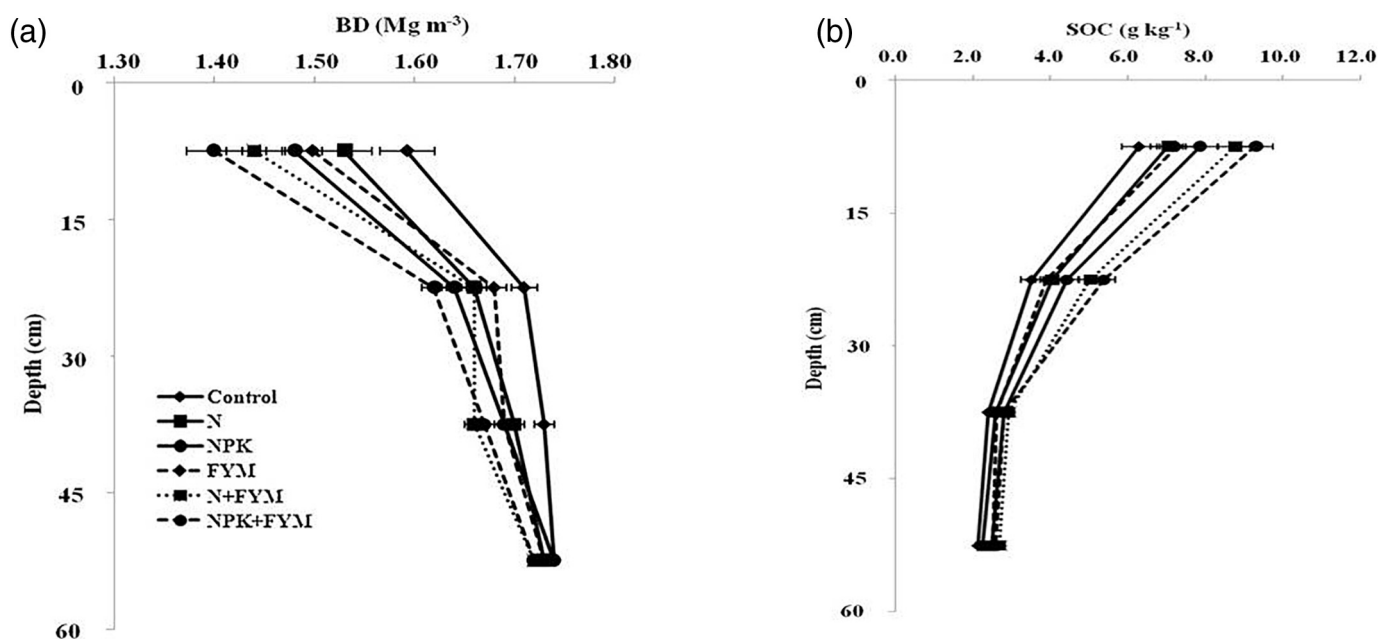 (a)
BD (Mg m-3)
1.30 1.40 1.50 1.60 1.70 1.80
0
15
30
45
60
Depth (cm)
Control
N
NPK
FYM
N+FYM
NPK+FYM
(b)
SOC (g kg-1)
0.0 2.0 4.0 6.0 8.0 10.0 12.0
0
15
30
45
60
Depth (cm)